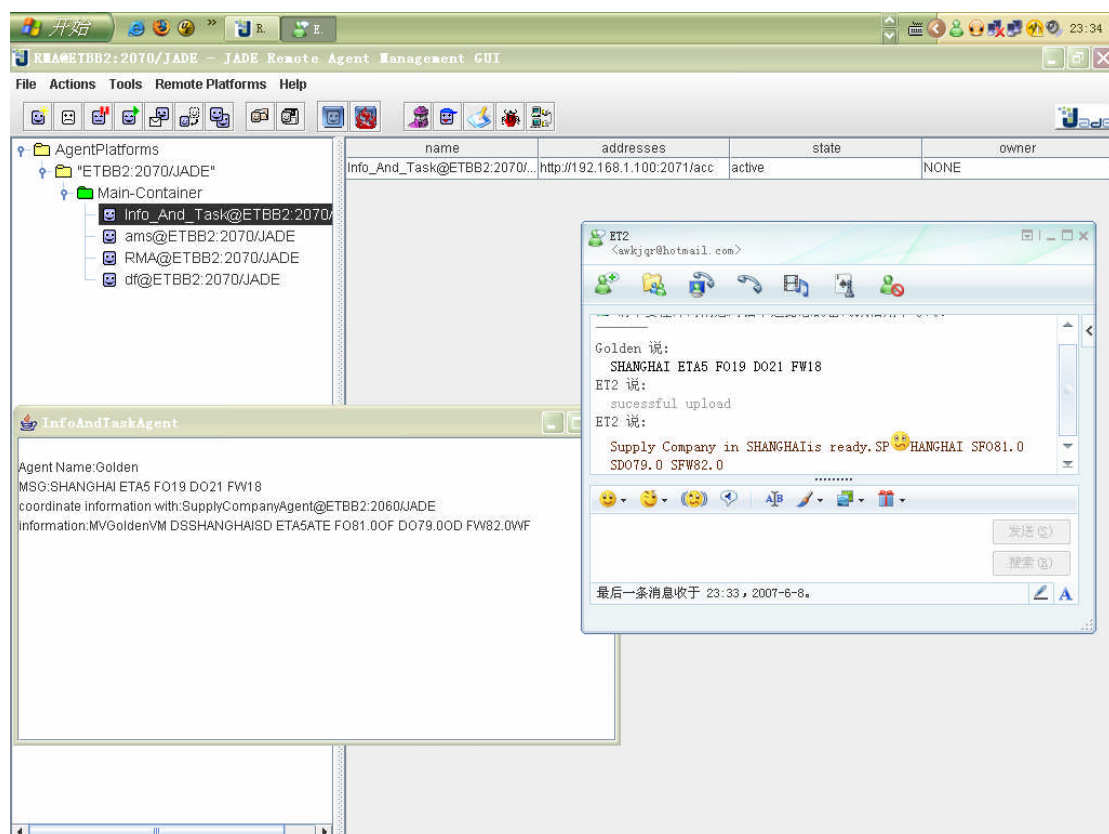 开始
»
R.
E.
23:34
RMA@ETBB2:2070/JADE - JADE Remote Agent Management GUI
File Actions Tools Remote Platforms Help
Jade
AgentPlatforms
"ETBB2:2070/JADE"
Main-Container
Info_And_Task@ETBB2:2070/
ams@ETBB2:2070/JADE
RMA@ETBB2:2070/JADE
df@ETBB2:2070/JADE
name addresses state owner
Info_And_Task@ETBB2:2070/... http://192.168.1.100:2071/acc active NONE
ET2
<awkjqr@hotmail.com>
Golden 说:
SHANGHAI ETA5 FO19 DO21 FW18
ET2 说:
sucessful upload
ET2 说:
Supply Company in SHANGHAIis ready.SP HANGHAI SFO81.0
SDO79.0 SFW82.0
发送(S)
搜索(R)
最后一条消息收于 23:33，2007-6-8。
InfoAndTaskAgent
Agent Name:Golden
MSG:SHANGHAI ETA5 FO19 DO21 FW18
coordinate information with:SupplyCompanyAgent@ETBB2:2060/JADE
information:MVGoldenVM DSSHANGHAISD ETA5ATE FO81.0OF DO79.0OD FW82.0WF